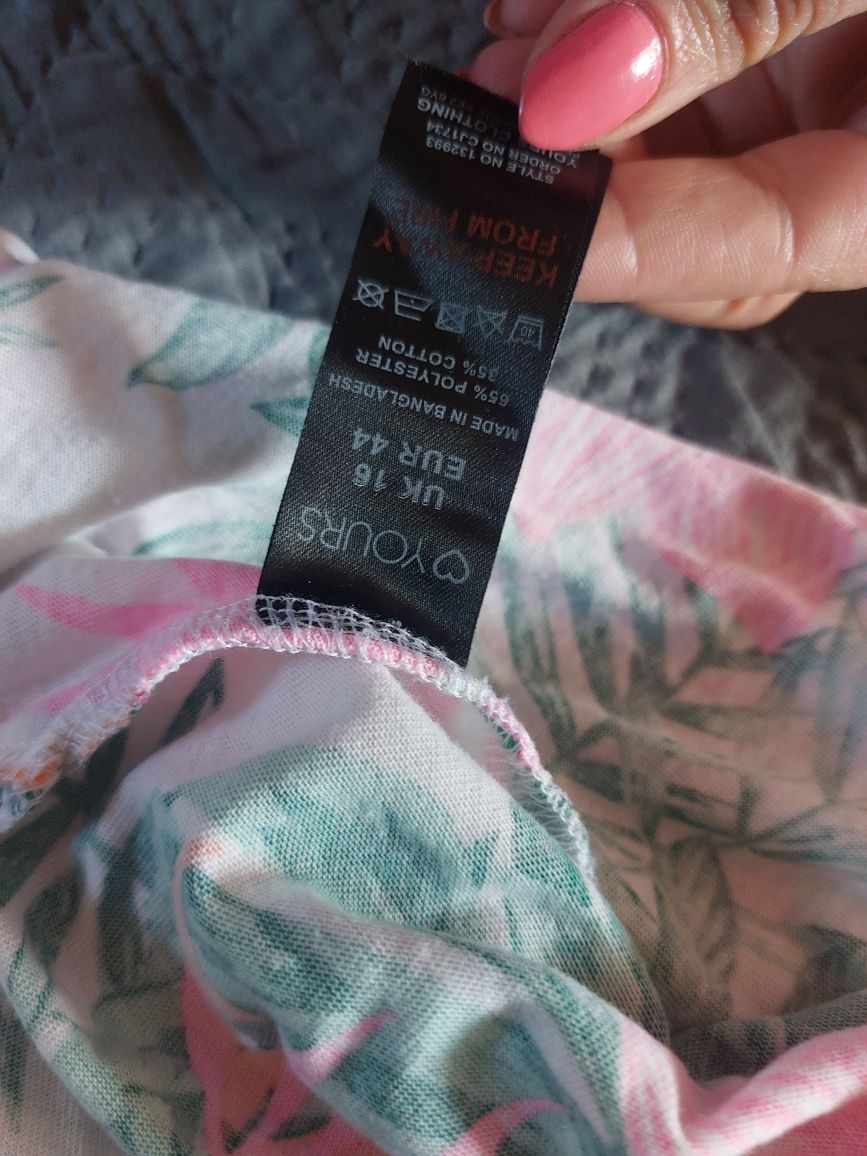 ♡YOURS
UK 16
EUR 44
MADE IN BANGLADESH
65% POLYESTER
35% COTTON
40
KEEP AWAY
FROM FIRE
STYLE NO 132993
ORDER NO CJ1734
YOURS CLOTHING